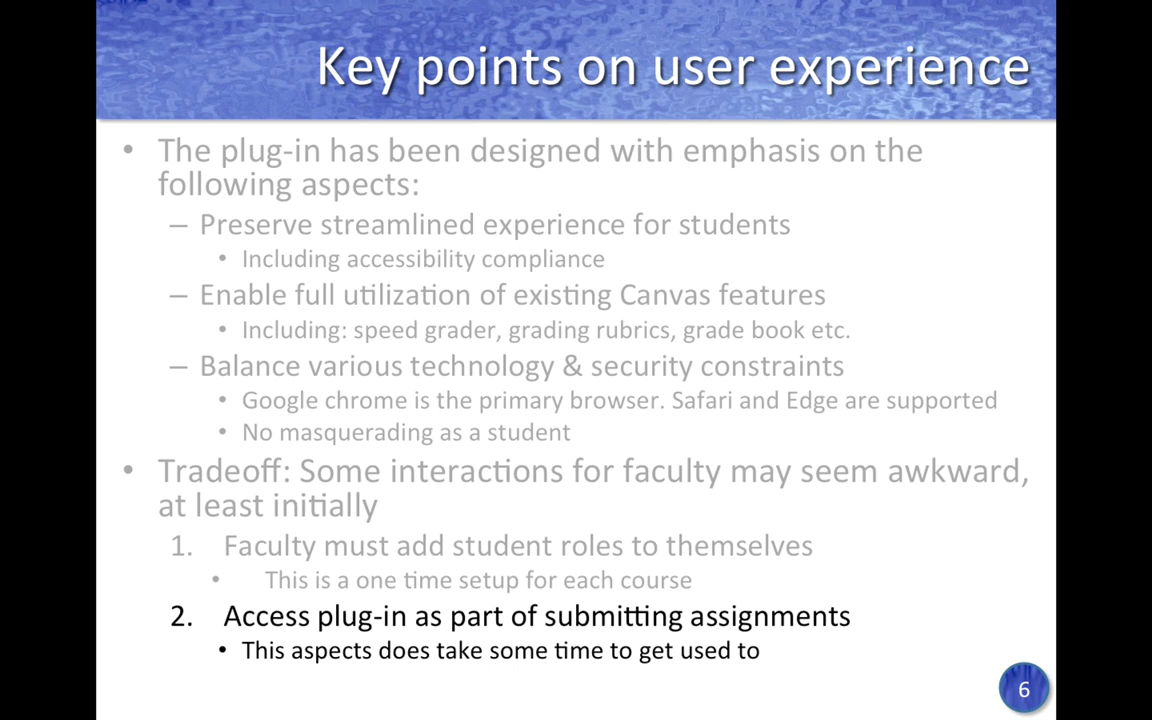 Key points on user experience
• The plug-in has been designed with emphasis on the
following aspects:
– Preserve streamlined experience for students
• Including accessibility compliance
– Enable full utilization of existing Canvas features
• Including: speed grader, grading rubrics, grade book etc.
– Balance various technology & security constraints
• Google chrome is the primary browser. Safari and Edge are supported
• No masquerading as a student
• Tradeoff: Some interactions for faculty may seem awkward,
at least initially
1. Faculty must add student roles to themselves
• This is a one time setup for each course
2. Access plug-in as part of submitting assignments
• This aspects does take some time to get used to
6